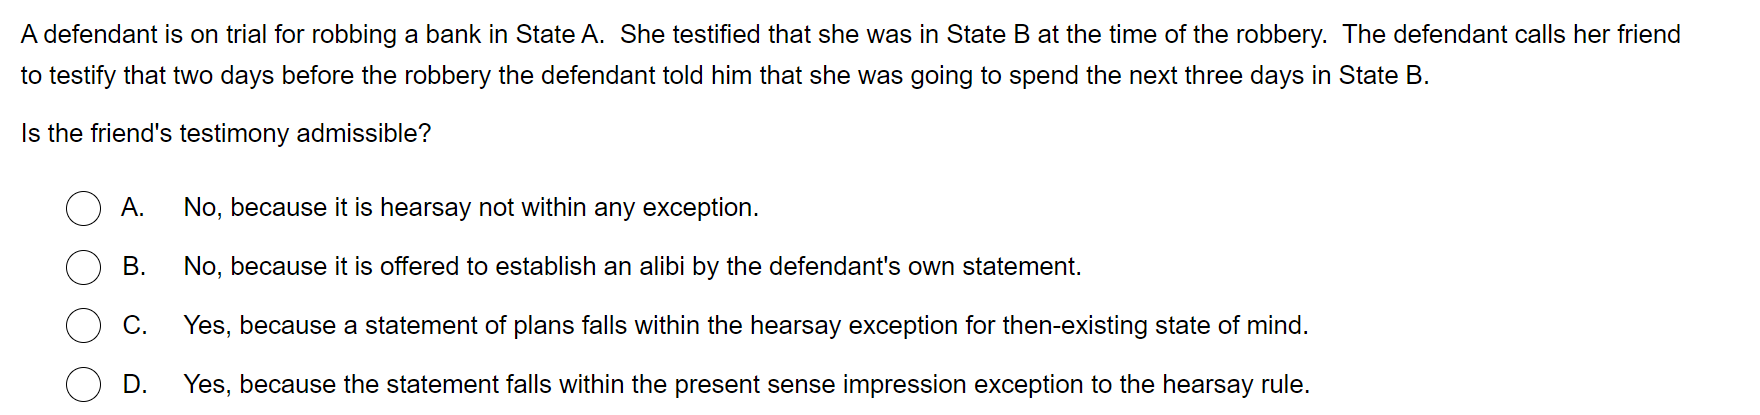 A defendant is on trial for robbing a bank in State A.  She testified that she was in State B at the time of the robbery.  The defendant calls her friend
to testify that two days before the robbery the defendant told him that she was going to spend the next three days in State B.
Is the friend's testimony admissible?
A. No, because it is hearsay not within any exception.
B. No, because it is offered to establish an alibi by the defendant's own statement.
C. Yes, because a statement of plans falls within the hearsay exception for then-existing state of mind.
D. Yes, because the statement falls within the present sense impression exception to the hearsay rule.